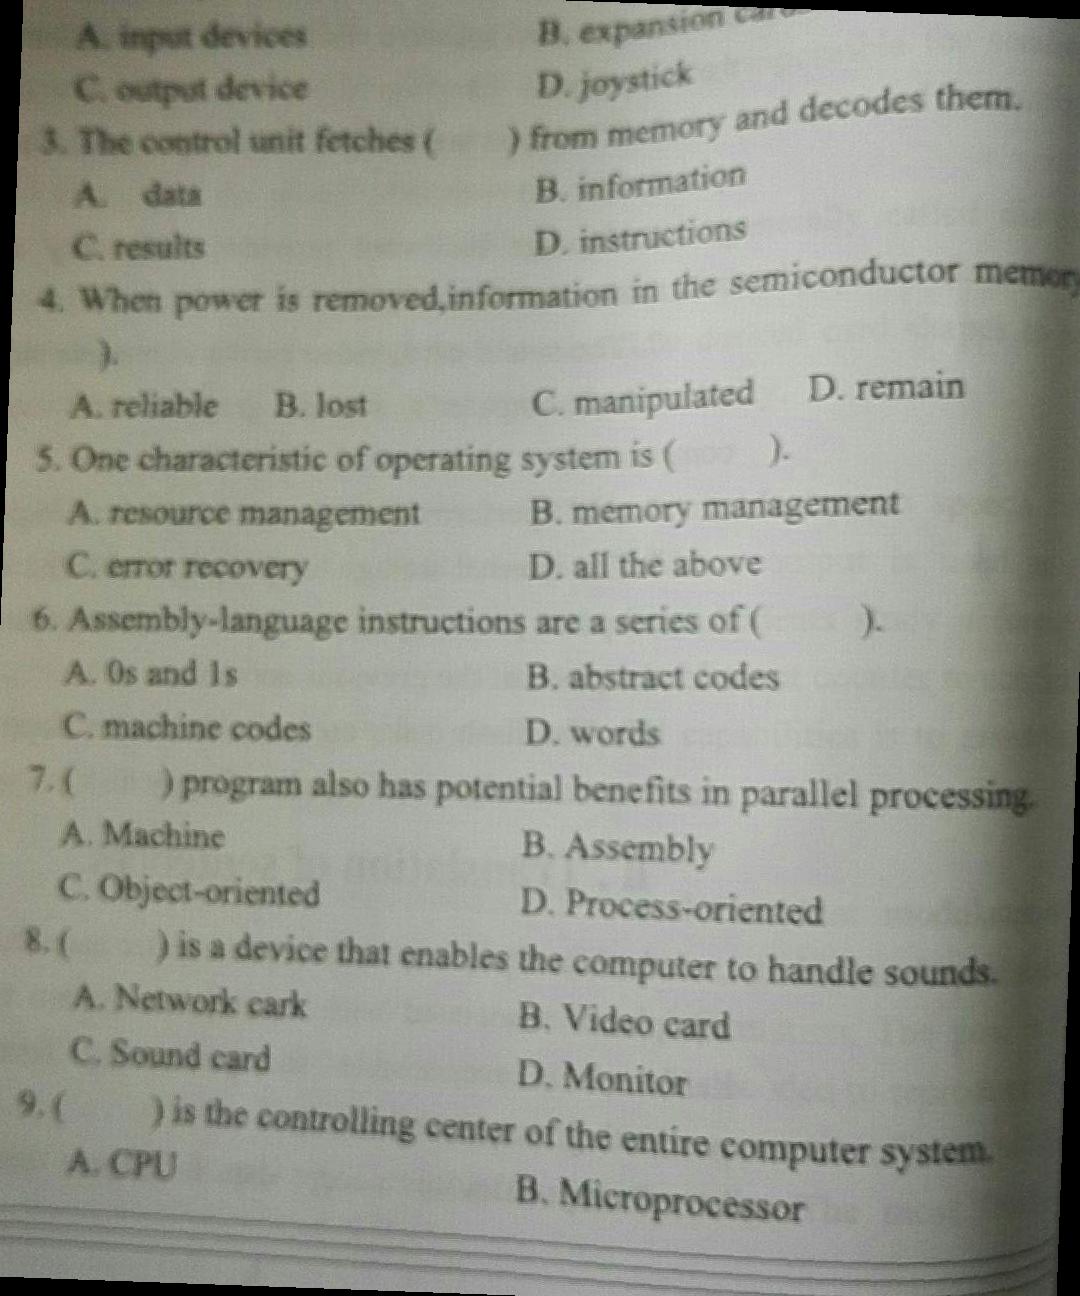 A. input devices B. expansion
C. output device D. joystick
3. The control unit fetches ( ) from memory and decodes them.
A. data B. information
C. results D. instructions
4. When power is removed,information in the semiconductor memory
).
A. reliable B. lost C. manipulated D. remain
5. One characteristic of operating system is ( ).
A. resource management B. memory management
C. error recovery D. all the above
6. Assembly-language instructions are a series of ( ).
A. 0s and 1s B. abstract codes
C. machine codes D. words
7. ( ) program also has potential benefits in parallel processing.
A. Machine B. Assembly
C. Object-oriented D. Process-oriented
8. ( ) is a device that enables the computer to handle sounds.
A. Network cark B. Video card
C. Sound card D. Monitor
9. ( ) is the controlling center of the entire computer system.
A. CPU B. Microprocessor